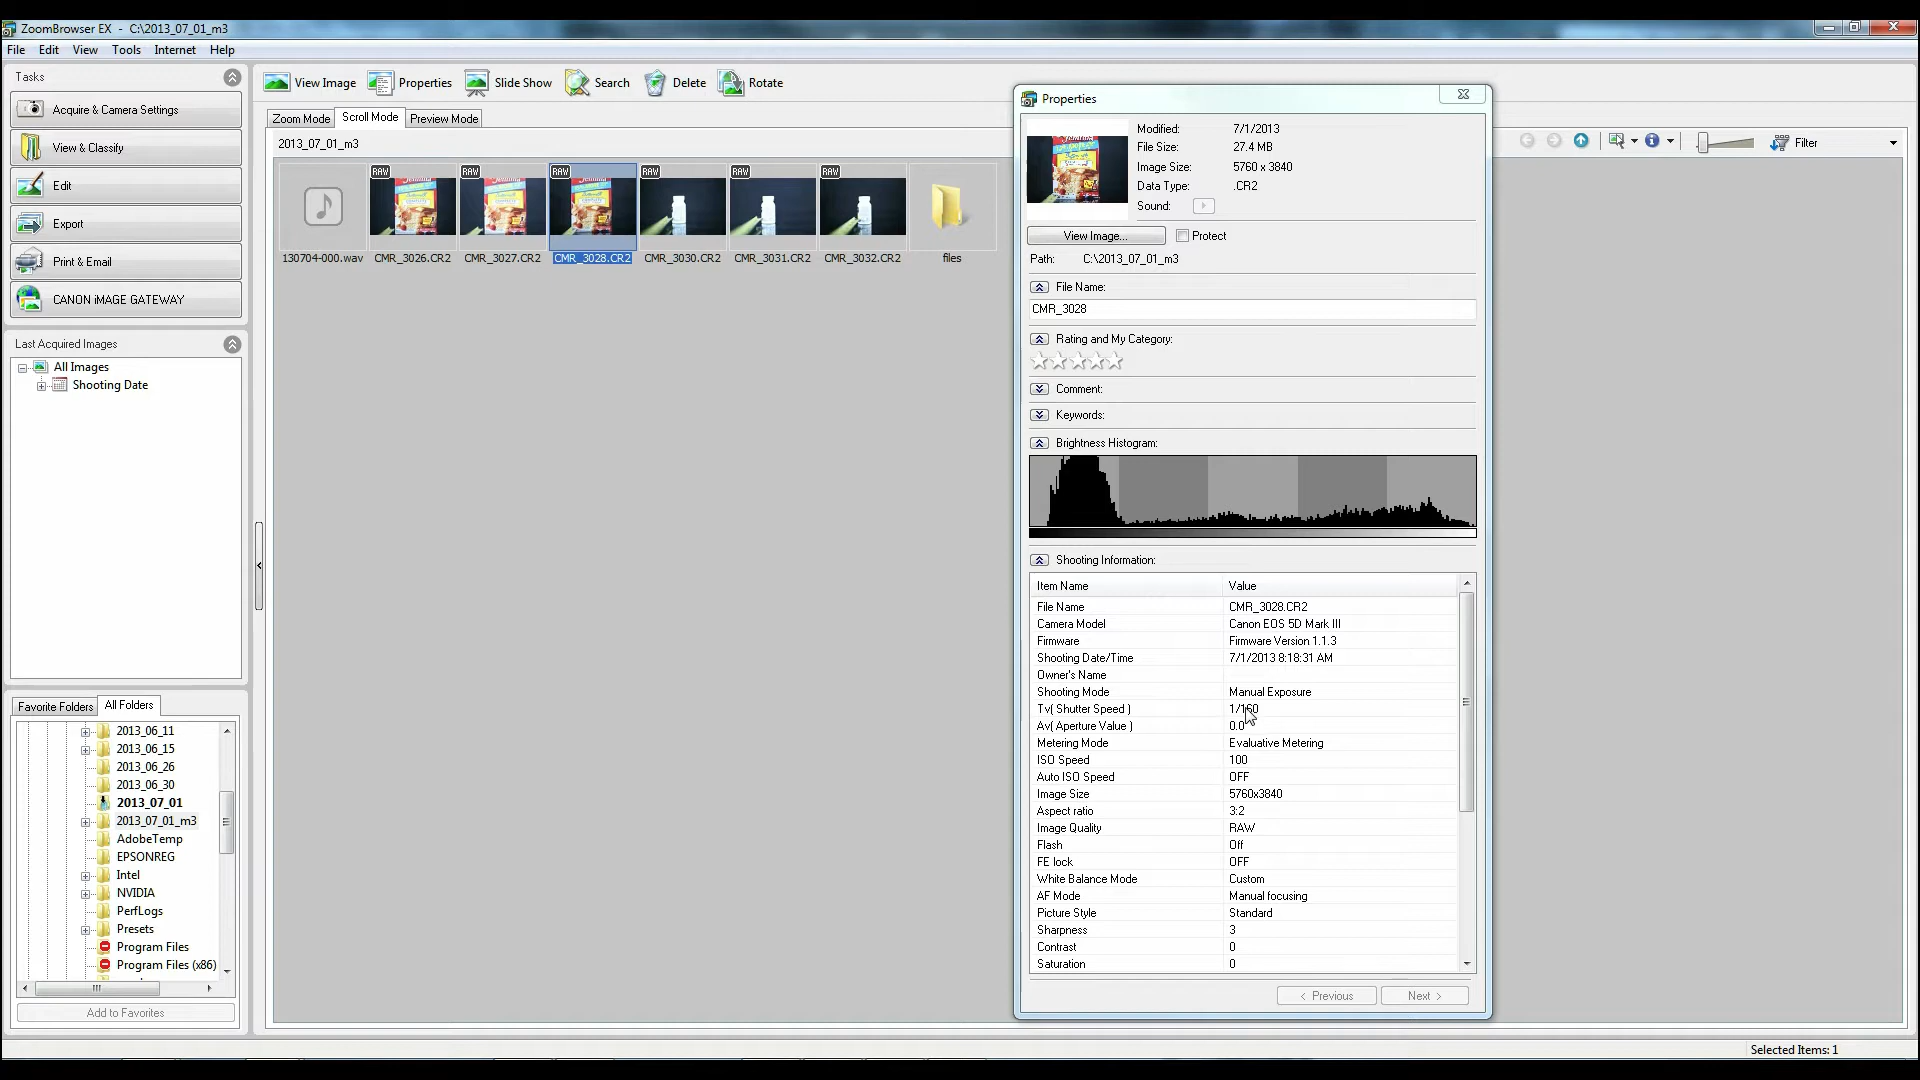 ZoomBrowser EX - C:\2013_07_01_m3
File Edit View Tools Internet Help
Tasks
Acquire & Camera Settings
View & Classify
Edit
Export
Print & Email
CANON iMAGE GATEWAY
Last Acquired Images
All Images
Shooting Date
Favorite Folders All Folders
2013_06_11
2013_06_15
2013_06_26
2013_06_30
2013_07_01
2013_07_01_m3
AdobeTemp
EPSONREG
Intel
NVIDIA
PerfLogs
Presets
Program Files
Program Files (x86)
Add to Favorites
View Image Properties Slide Show Search Delete Rotate
Zoom Mode Scroll Mode Preview Mode
2013_07_01_m3
Filter
RAW RAW RAW RAW RAW RAW
130704-000.wav CMR_3026.CR2 CMR_3027.CR2 CMR_3028.CR2 CMR_3030.CR2 CMR_3031.CR2 CMR_3032.CR2 files
Properties
Modified: 7/1/2013
File Size: 27.4 MB
Image Size: 5760 x 3840
Data Type: .CR2
Sound:
View Image... Protect
Path: C:\2013_07_01_m3
File Name:
CMR_3028
Rating and My Category:
Comment:
Keywords:
Brightness Histogram:
Shooting Information:
Item Name Value
File Name CMR_3028.CR2
Camera Model Canon EOS 5D Mark III
Firmware Firmware Version 1.1.3
Shooting Date/Time 7/1/2013 8:18:31 AM
Owner's Name
Shooting Mode Manual Exposure
Tv( Shutter Speed ) 1/160
Av( Aperture Value ) 0.0
Metering Mode Evaluative Metering
ISO Speed 100
Auto ISO Speed OFF
Image Size 5760x3840
Aspect ratio 3:2
Image Quality RAW
Flash Off
FE lock OFF
White Balance Mode Custom
AF Mode Manual focusing
Picture Style Standard
Sharpness 3
Contrast 0
Saturation 0
< Previous Next >
Selected Items: 1